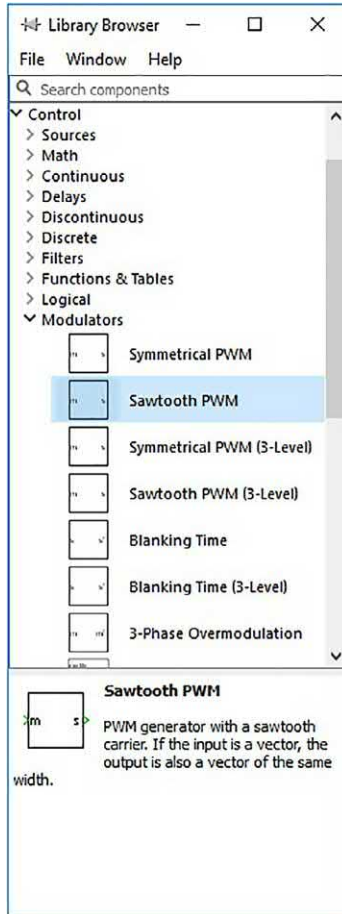 Library Browser
File Window Help
Search components
Control
Sources
Math
Continuous
Delays
Discontinuous
Discrete
Filters
Functions & Tables
Logical
Modulators
m s Symmetrical PWM
m s Sawtooth PWM
m s Symmetrical PWM (3-Level)
m s Sawtooth PWM (3-Level)
s s' Blanking Time
s s' Blanking Time (3-Level)
m m' 3-Phase Overmodulation
Sawtooth PWM
m s
PWM generator with a sawtooth
carrier. If the input is a vector, the
output is also a vector of the same
width.